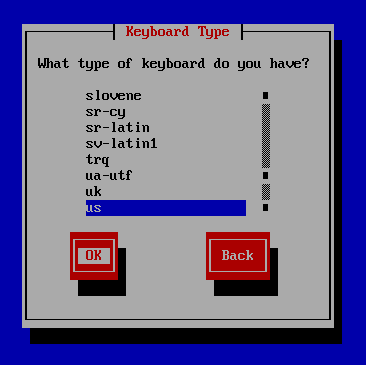 Keyboard Type
What type of keyboard do you have?
slovene
sr-cy
sr-latin
sv-latin1
trq
ua-utf
uk
us
OK
Back